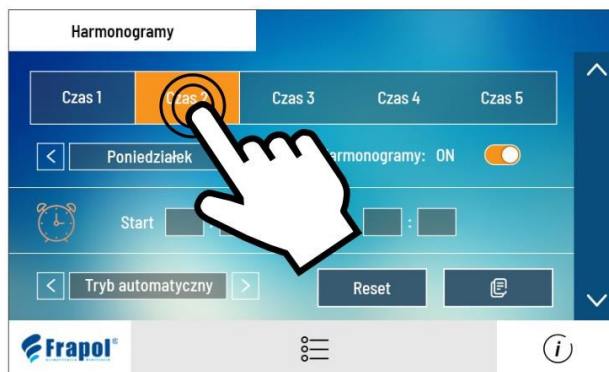 Harmonogramy
Czas 1 Czas 2 Czas 3 Czas 4 Czas 5
< Poniedziałek armonogramy: ON
Start : :
< Tryb automatyczny > Reset
Frapol®
i